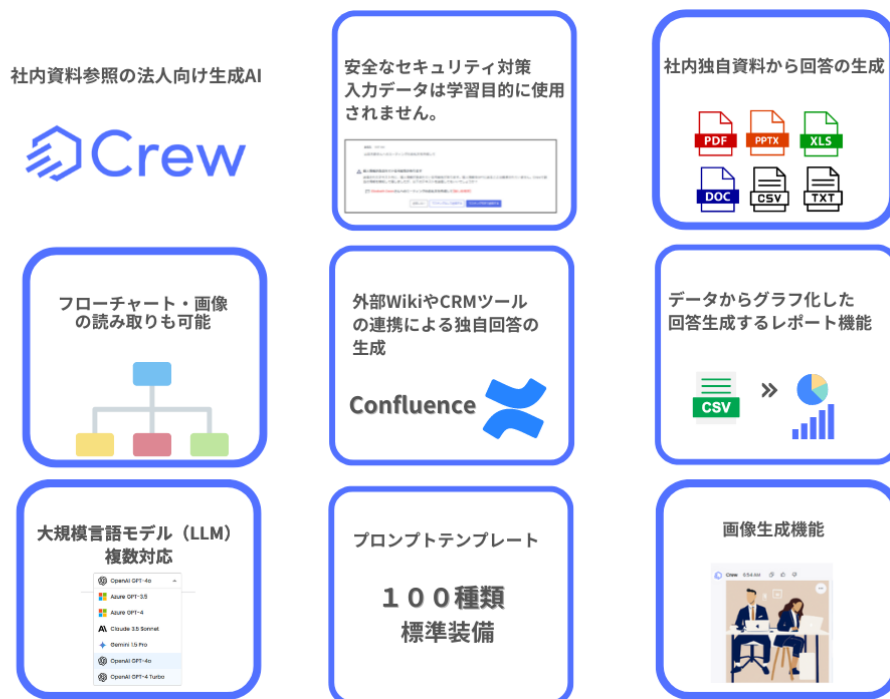 社内資料参照の法人向け生成AI
Crew
安全なセキュリティ対策
入力データは学習目的に使用
されません。
社内独自資料から回答の生成
PDF
PPTX
XLS
DOC
CSV
TXT
フローチャート・画像
の読み取りも可能
外部WikiやCRMツール
の連携による独自回答の
生成
Confluence
データからグラフ化した
回答生成するレポート機能
CSV
大規模言語モデル（LLM）
複数対応
OpenAI GPT-4o
Azure GPT-3.5
Azure GPT-4
Claude 3.5 Sonnet
Gemini 1.5 Pro
OpenAI GPT-4o
OpenAI GPT-4 Turbo
プロンプトテンプレート
１００種類
標準装備
画像生成機能
Crew 6:54 AM